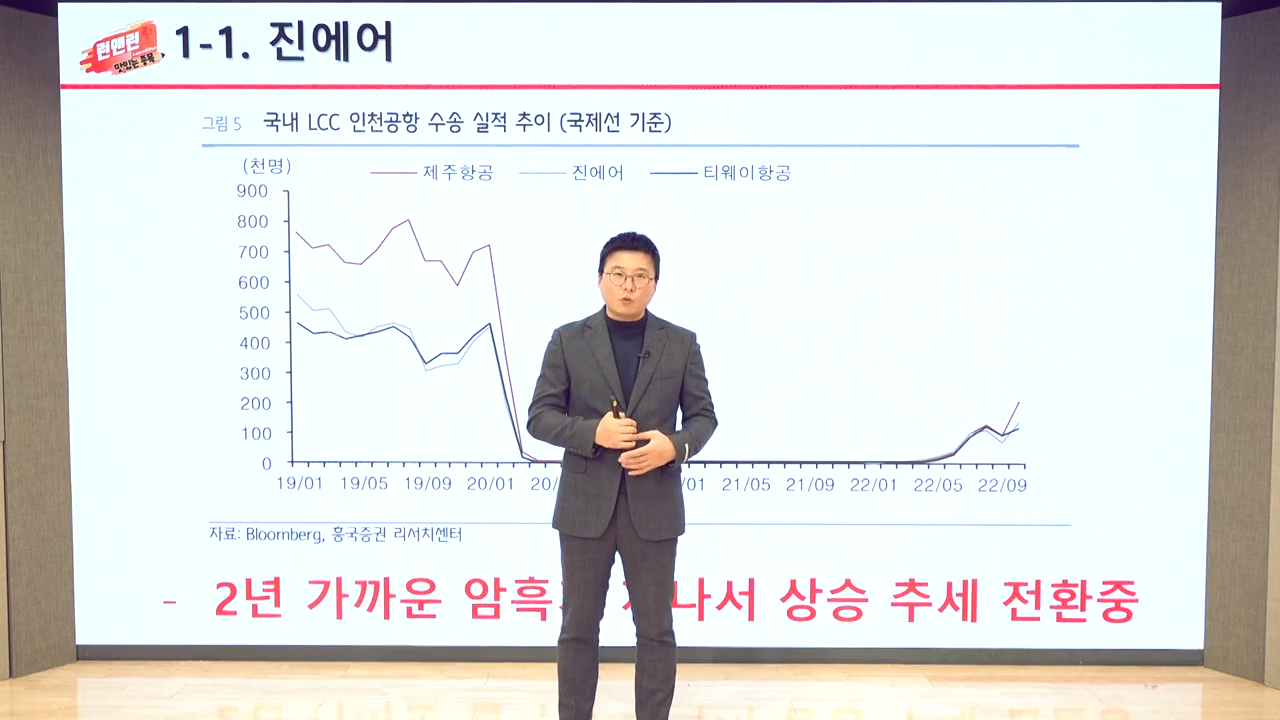 런앤런
맛있는 종목
1-1. 진에어
그림 5 국내 LCC 인천공항 수송 실적 추이 (국제선 기준)
(천명)
제주항공 진에어 티웨이항공
900
800
700
600
500
400
300
200
100
0
19/01 19/05 19/09 20/01 20/ /01 21/05 21/09 22/01 22/05 22/09
자료: Bloomberg, 흥국증권 리서치센터
- 2년 가까운 암흑 나서 상승 추세 전환중